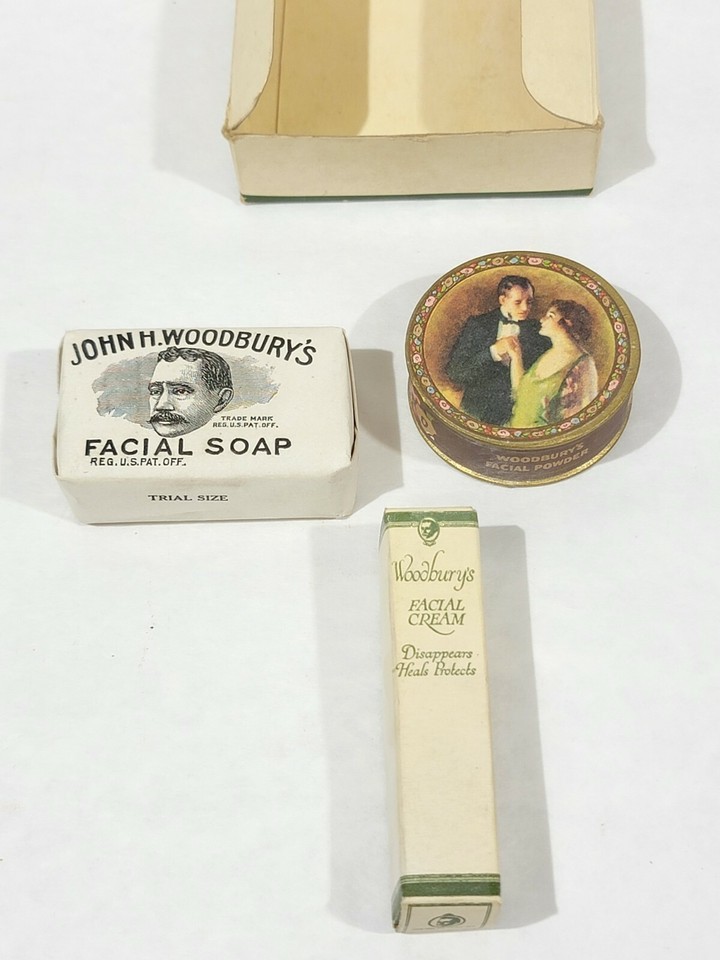 JOHN H. WOODBURY'S
TRADE MARK
REG. U.S. PAT. OFF.
FACIAL SOAP
REG. U.S. PAT. OFF.
TRIAL SIZE
WOODBURY'S
FACIAL POWDER
Woodbury's
FACIAL
CREAM
Disappears
Heals Protects